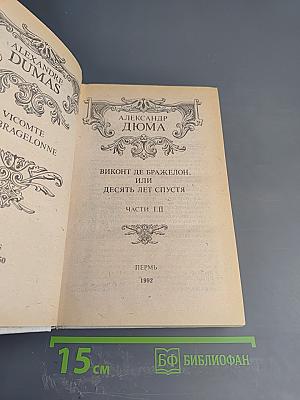 ALEXANDRE
DUMAS
VICOMTE
BRAGELONNE
АЛЕКСАНДР
ДЮМА
ВИКОНТ ДЕ БРАЖЕЛОН,
ИЛИ
ДЕСЯТЬ ЛЕТ СПУСТЯ
ЧАСТИ I,II
ПЕРМЬ
1992
15 см
БФ БИБЛИОФАН